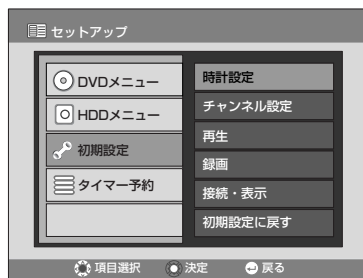 セットアップ
DVDメニュー
HDDメニュー
初期設定
タイマー予約
時計設定
チャンネル設定
再生
録画
接続・表示
初期設定に戻す
項目選択 決定 戻る